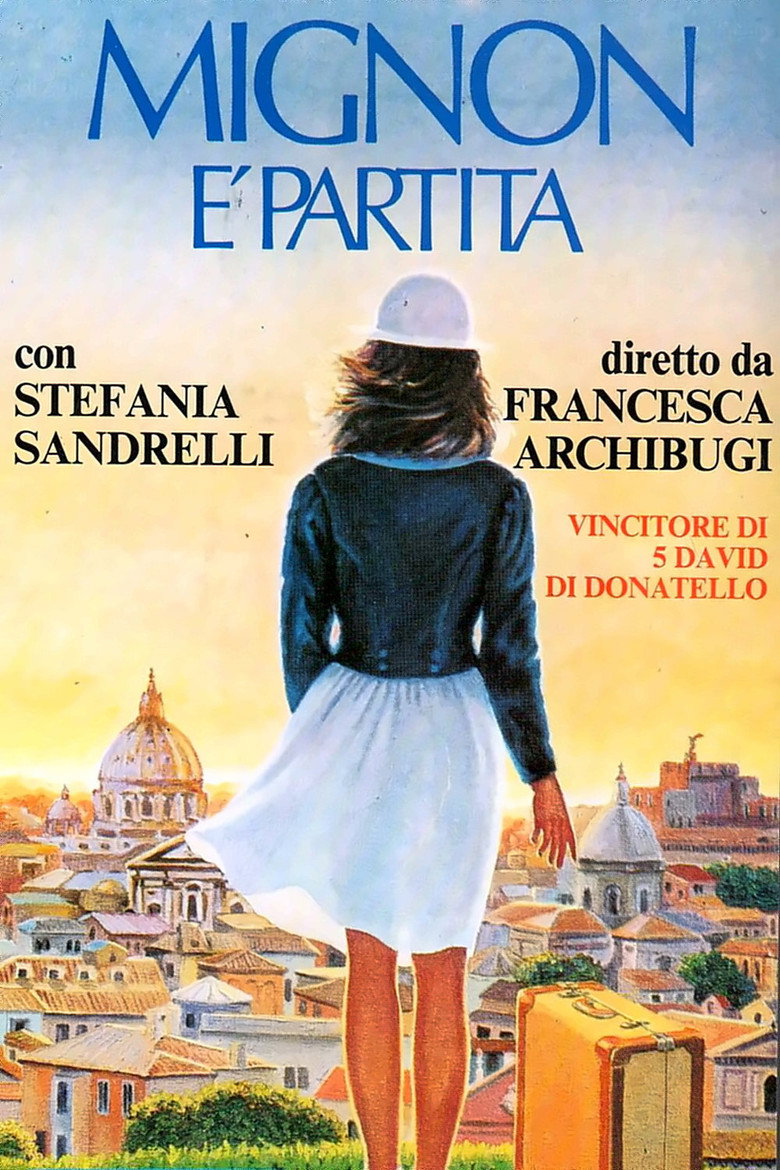 MIGNON
E´PARTITA
con
STEFANIA
SANDRELLI
diretto da
FRANCESCA
ARCHIBUGI
VINCITORE DI
5 DAVID
DI DONATELLO